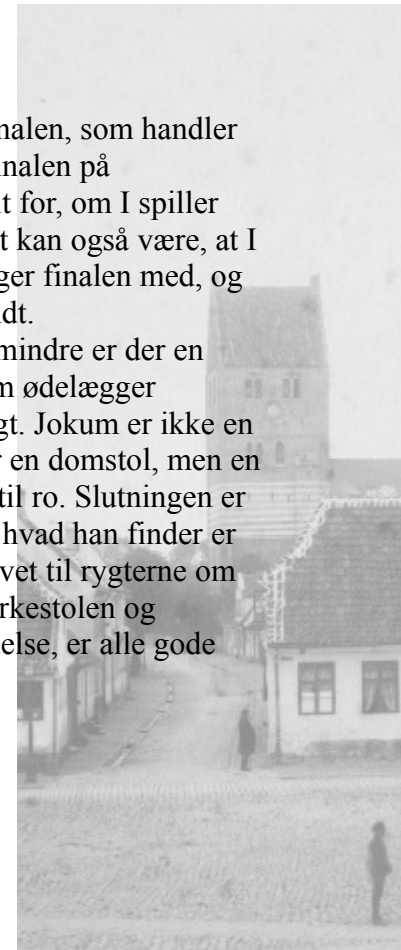 nalen, som handler
nalen på
t for, om I spiller
t kan også være, at I
ger finalen med, og
dt.
mindre er der en
m ødelægger
gt. Jokum er ikke en
r en domstol, men en
til ro. Slutningen er
hvad han finder er
vet til rygterne om
rkestolen og
else, er alle gode